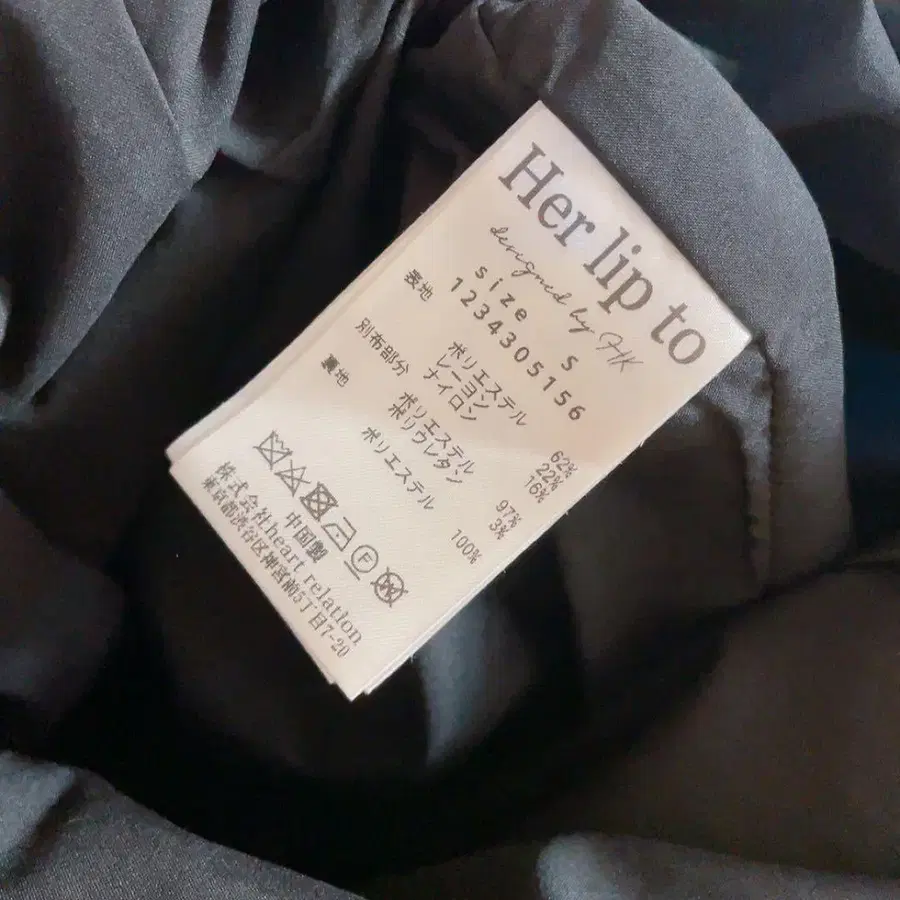 Her lip to
designed by HK
size S
1234305156
表地 ポリエステル 62%
レーヨン 22%
ナイロン 16%
別布部分 ポリエステル 97%
ポリウレタン 3%
裏地 ポリエステル 100%
F
W
中国製
株式会社heart relation
東京都渋谷区神宮前5丁目7-20